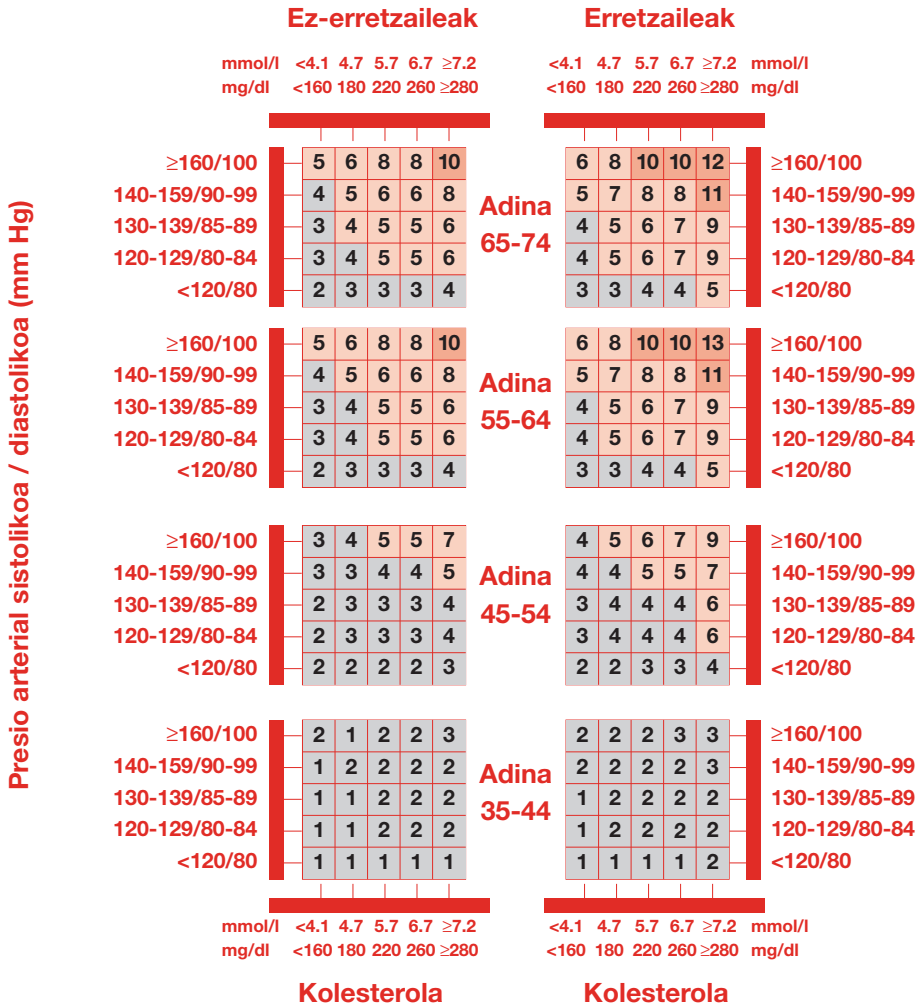 Ez-erretzaileak Erretzaileak
mmol/l <4.1 4.7 5.7 6.7 ≥7.2 <4.1 4.7 5.7 6.7 ≥7.2 mmol/l
mg/dl <160 180 220 260 ≥280 <160 180 220 260 ≥280 mg/dl
Presio arterial sistolikoa / diastolikoa (mm Hg)
≥160/100 5 6 8 8 10 6 8 10 10 12 ≥160/100
140-159/90-99 4 5 6 6 8 Adina 5 7 8 8 11 140-159/90-99
130-139/85-89 3 4 5 5 6 65-74 4 5 6 7 9 130-139/85-89
120-129/80-84 3 4 5 5 6 4 5 6 7 9 120-129/80-84
<120/80 2 3 3 3 4 3 3 4 4 5 <120/80
≥160/100 5 6 8 8 10 6 8 10 10 13 ≥160/100
140-159/90-99 4 5 6 6 8 Adina 5 7 8 8 11 140-159/90-99
130-139/85-89 3 4 5 5 6 55-64 4 5 6 7 9 130-139/85-89
120-129/80-84 3 4 5 5 6 4 5 6 7 9 120-129/80-84
<120/80 2 3 3 3 4 3 3 4 4 5 <120/80
≥160/100 3 4 5 5 7 4 5 6 7 9 ≥160/100
140-159/90-99 3 3 4 4 5 Adina 4 4 5 5 7 140-159/90-99
130-139/85-89 2 3 3 3 4 45-54 3 4 4 4 6 130-139/85-89
120-129/80-84 2 3 3 3 4 3 4 4 4 6 120-129/80-84
<120/80 2 2 2 2 3 2 2 3 3 4 <120/80
≥160/100 2 1 2 2 3 2 2 2 3 3 ≥160/100
140-159/90-99 1 2 2 2 2 Adina 2 2 2 2 3 140-159/90-99
130-139/85-89 1 1 2 2 2 35-44 1 2 2 2 2 130-139/85-89
120-129/80-84 1 1 2 2 2 1 2 2 2 2 120-129/80-84
<120/80 1 1 1 1 1 1 1 1 1 2 <120/80
mmol/l <4.1 4.7 5.7 6.7 ≥7.2 <4.1 4.7 5.7 6.7 ≥7.2 mmol/l
mg/dl <160 180 220 260 ≥280 <160 180 220 260 ≥280 mg/dl
Kolesterola Kolesterola